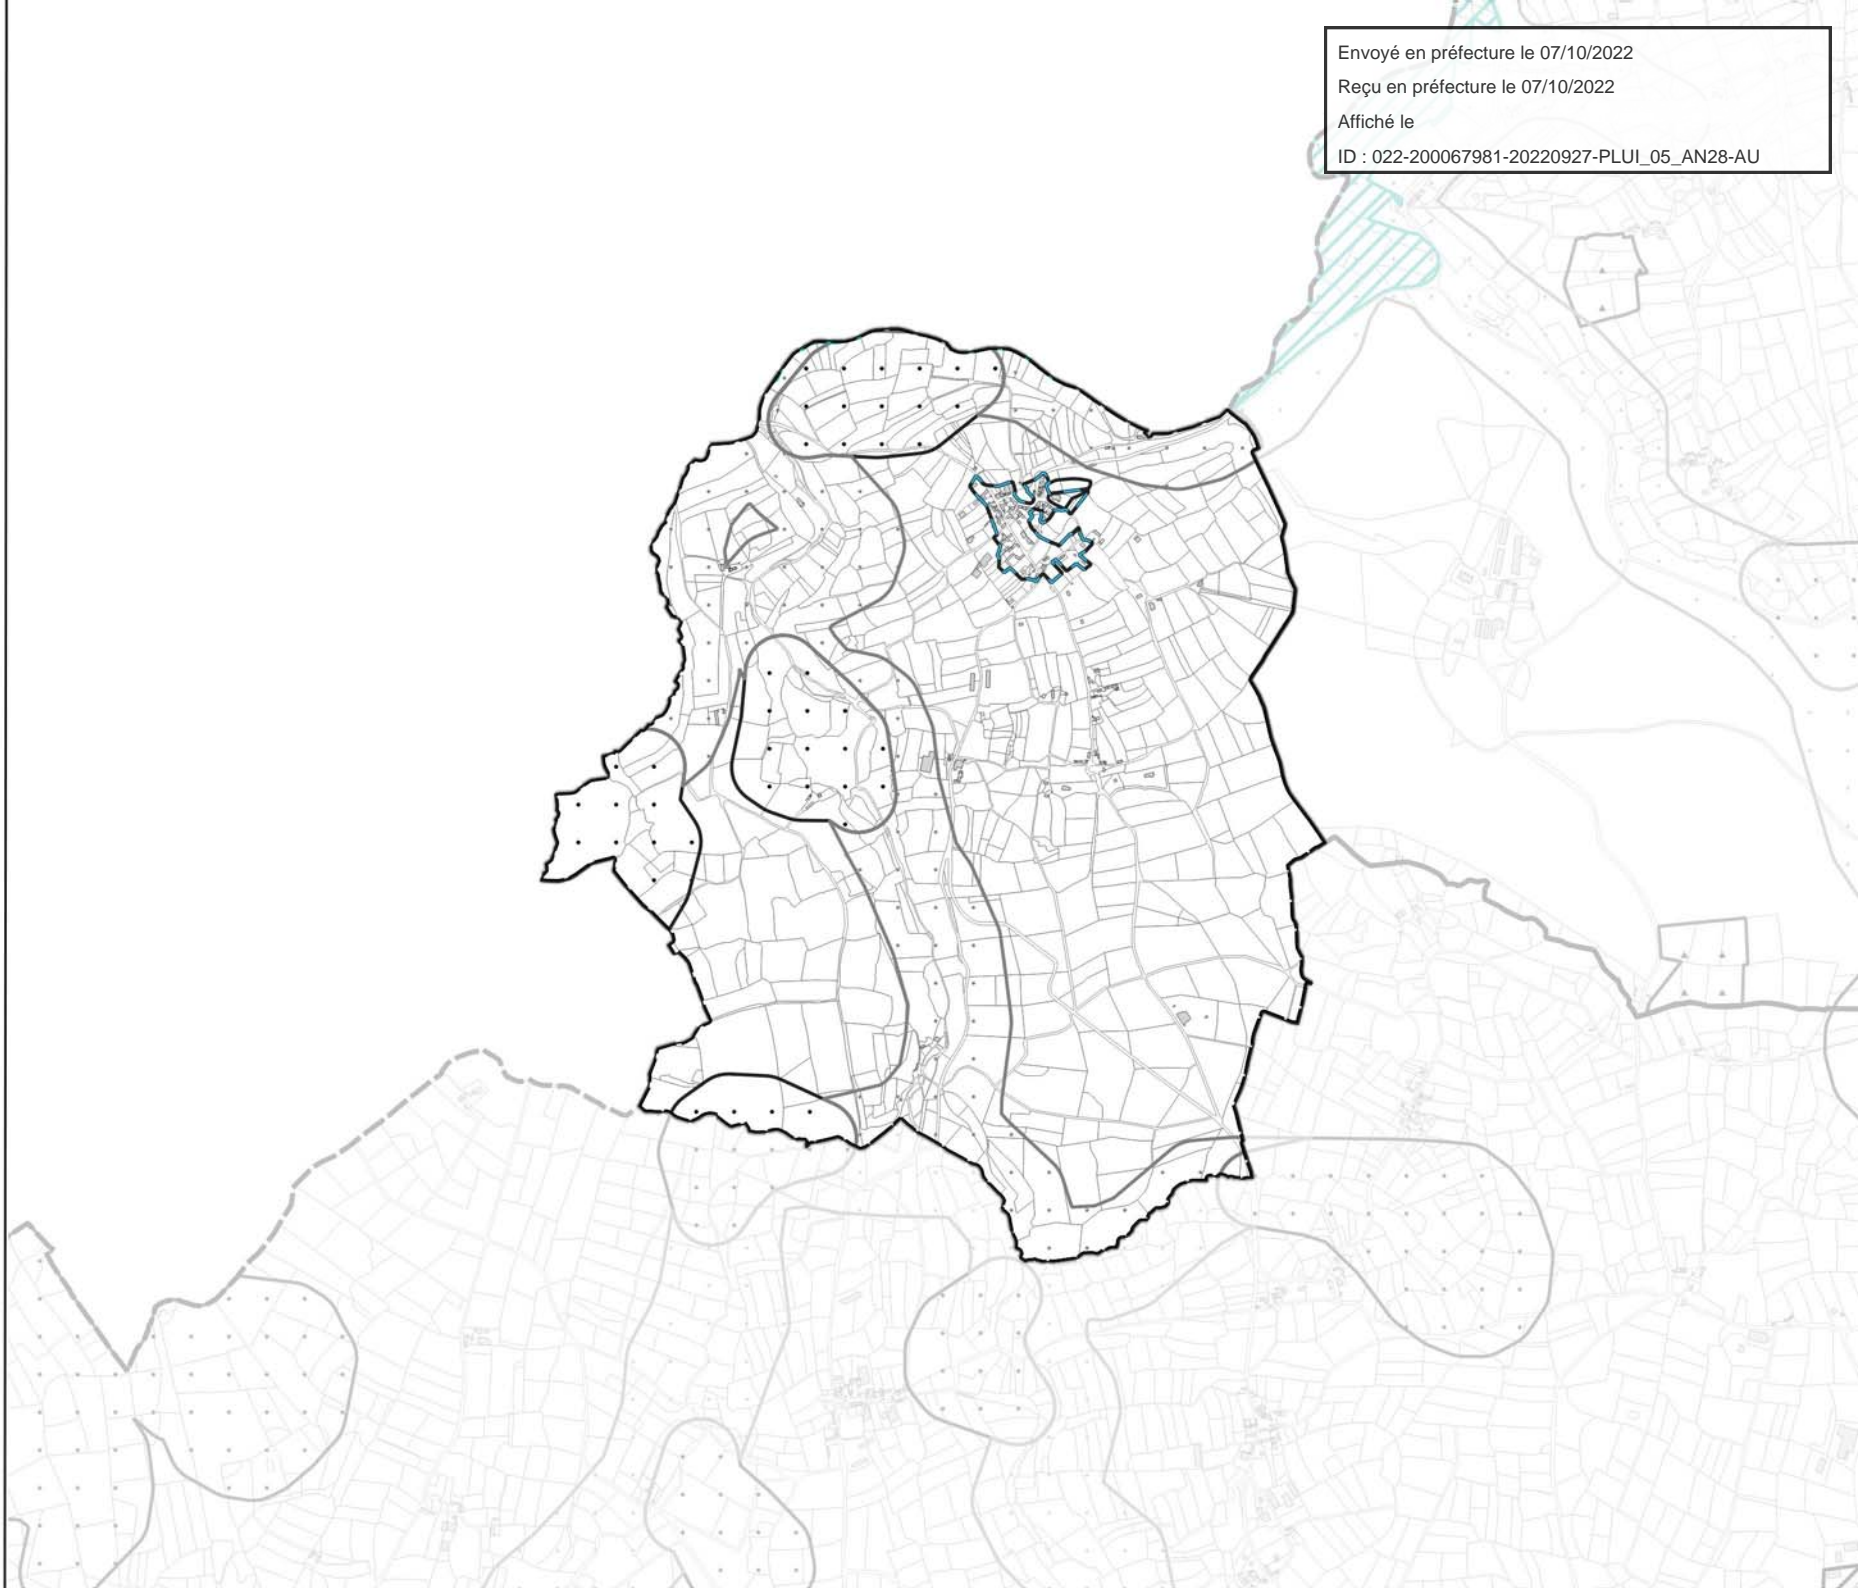 Envoyé en préfecture le 07/10/2022
Reçu en préfecture le 07/10/2022
Affiché le
ID : 022-200067981-20220927-PLUI_05_AN28-AU